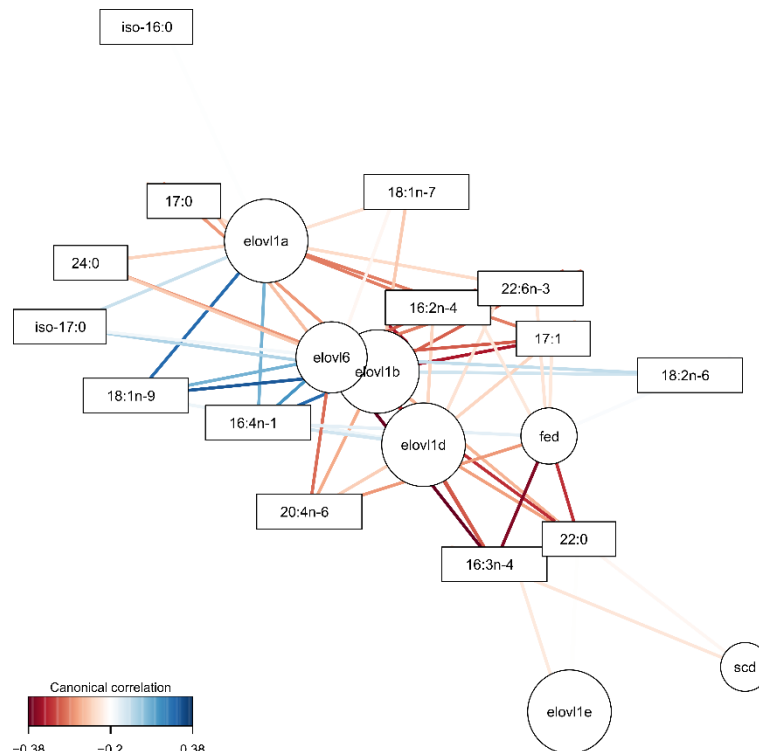 iso-16:0
18:1n-7
17:0
elovl1a
24:0
22:6n-3
16:2n-4
iso-17:0
17:1
elovl6
elovl1b
18:2n-6
18:1n-9
16:4n-1
elovl1d
fed
20:4n-6
22:0
16:3n-4
scd
Canonical correlation
elovl1e
−0.38 −0.2 0.38